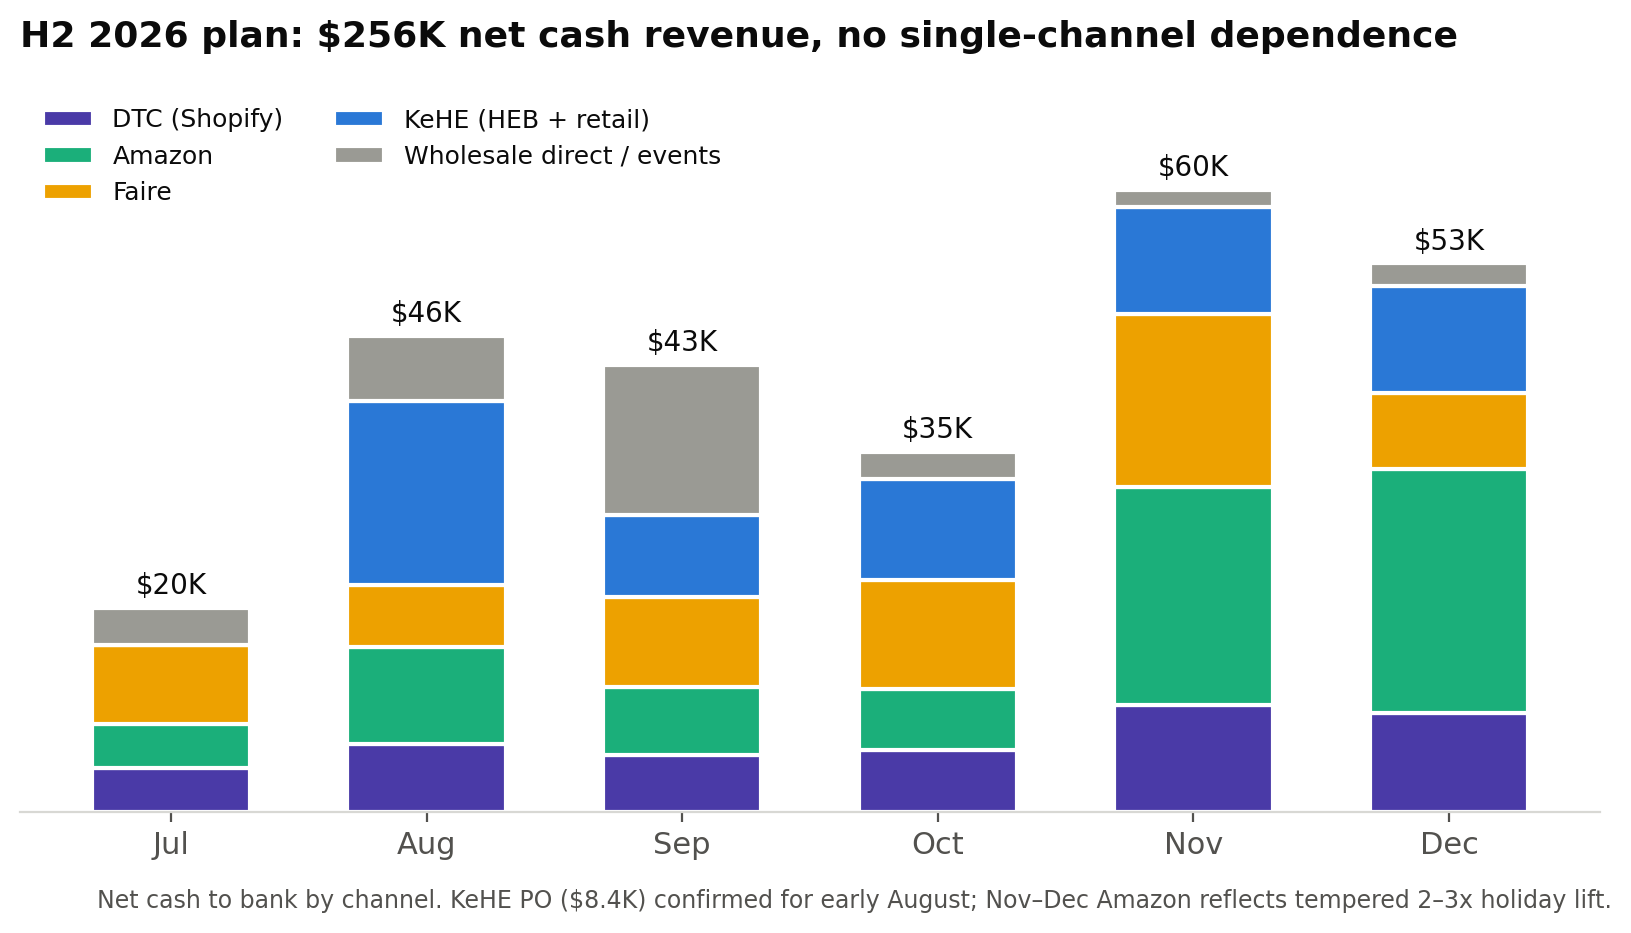 H2 2026 plan: $256K net cash revenue, no single-channel dependence
DTC (Shopify)
Amazon
Faire
KeHE (HEB + retail)
Wholesale direct / events
$20K
$46K
$43K
$35K
$60K
$53K
Jul
Aug
Sep
Oct
Nov
Dec
Net cash to bank by channel. KeHE PO ($8.4K) confirmed for early August; Nov–Dec Amazon reflects tempered 2–3x holiday lift.